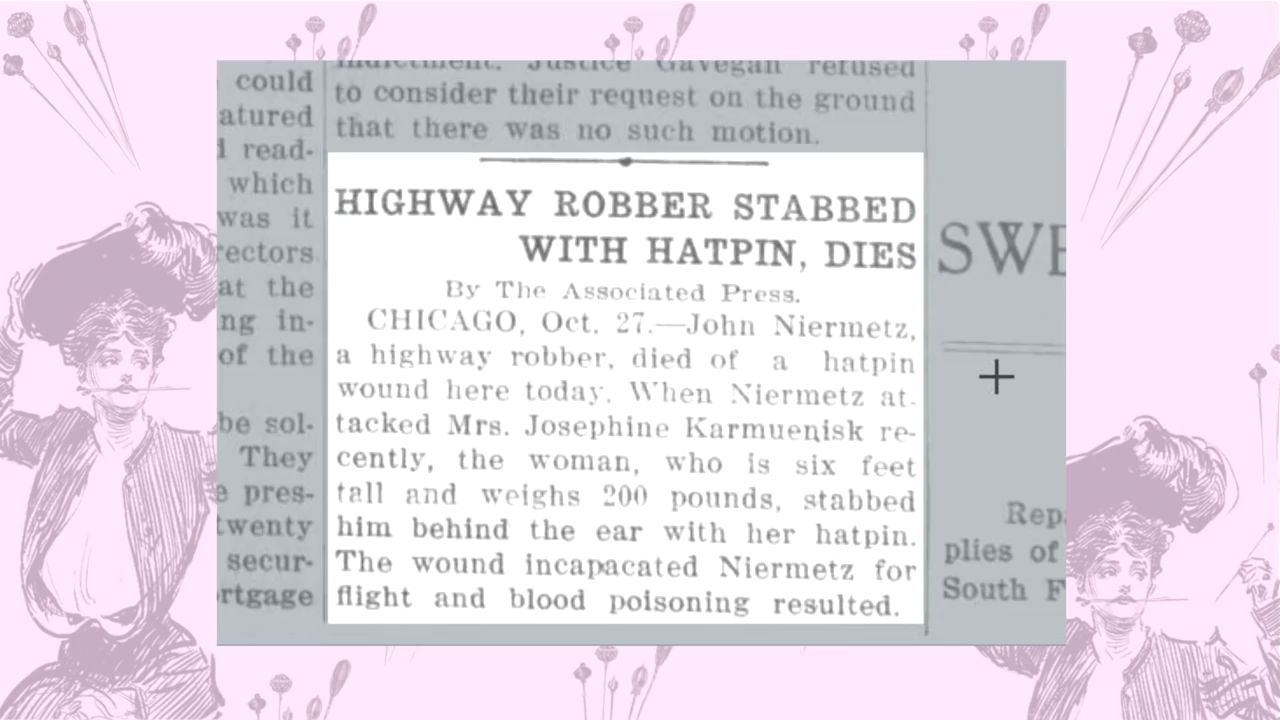 could
atured
read-
which
was it
rectors
at the
ng in-
of the
be sol-
They
e pres-
twenty
secur-
rtgage
indictment. Justice Gavegan refused
to consider their request on the ground
that there was no such motion.
HIGHWAY ROBBER STABBED
WITH HATPIN, DIES
By The Associated Press.
CHICAGO, Oct. 27.—John Niermetz,
a highway robber, died of a hatpin
wound here today. When Niermetz at-
tacked Mrs. Josephine Karmuenisk re-
cently, the woman, who is six feet
tall and weighs 200 pounds, stabbed
him behind the ear with her hatpin.
The wound incapacated Niermetz for
flight and blood poisoning resulted.
SWE
Rep
plies of
South F